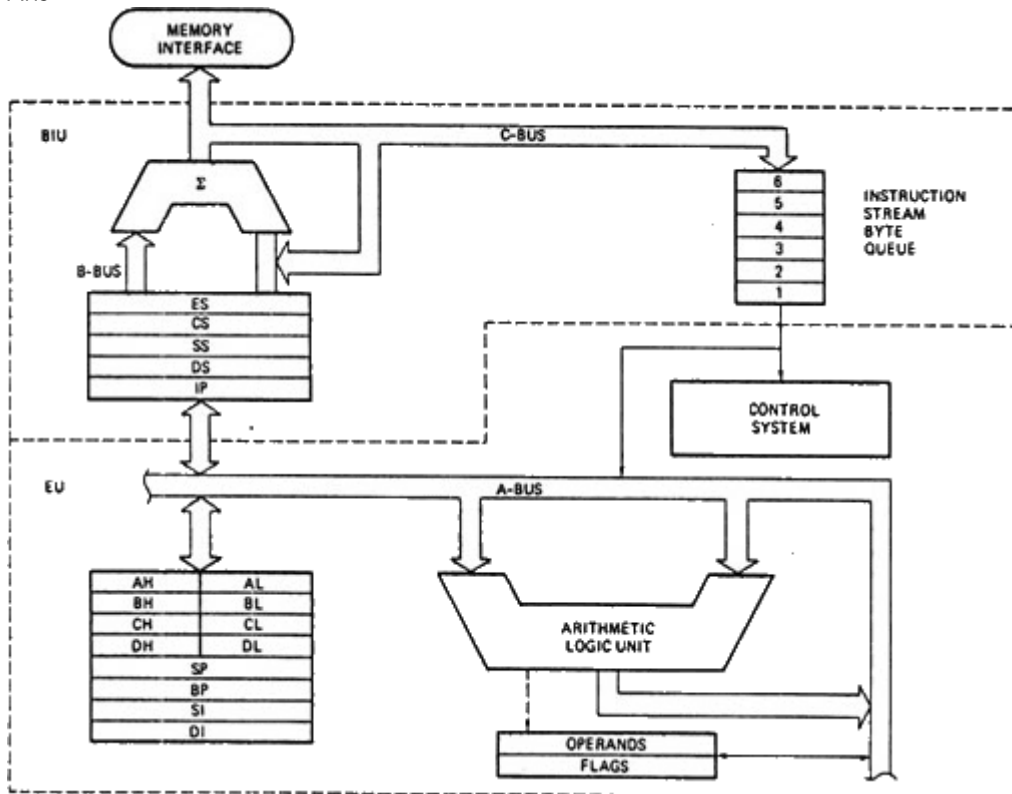 MEMORY
INTERFACE
BIU
C-BUS
Σ
B-BUS
6
5
4
3
2
1
INSTRUCTION
STREAM
BYTE
QUEUE
ES
CS
SS
DS
IP
CONTROL
SYSTEM
EU
A-BUS
AH AL
BH BL
CH CL
DH DL
SP
BP
SI
DI
ARITHMETIC
LOGIC UNIT
OPERANDS
FLAGS